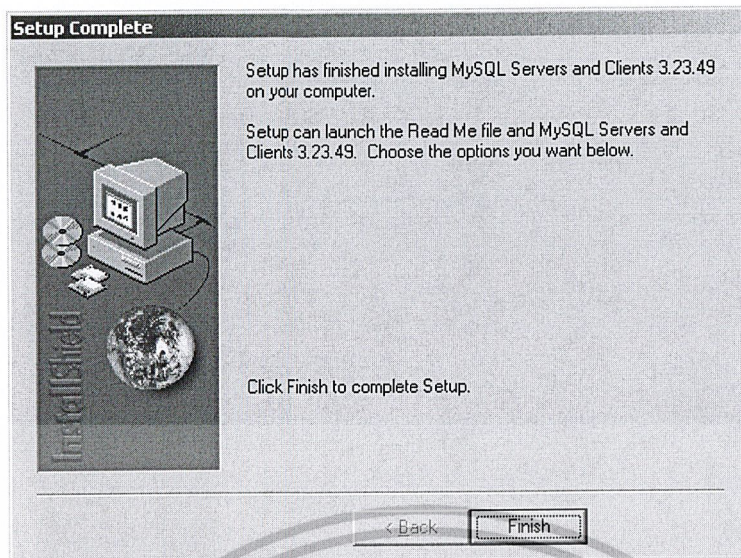 Setup Complete
Setup has finished installing MySQL Servers and Clients 3.23.49
on your computer.
Setup can launch the Read Me file and MySQL Servers and
Clients 3.23.49. Choose the options you want below.
InstallShield
Click Finish to complete Setup.
< Back
Finish